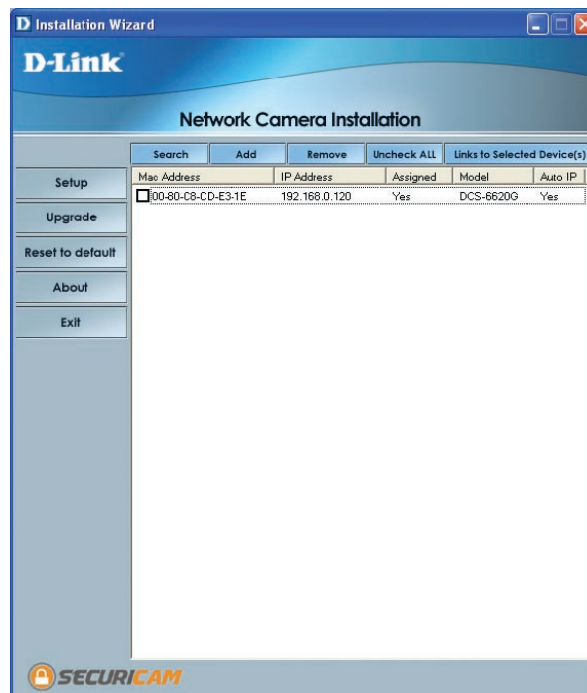 D Installation Wizard
D-Link
Network Camera Installation
Search Add Remove Uncheck ALL Links to Selected Device(s)
Mac Address IP Address Assigned Model Auto IP
00-80-C8-CD-E3-1E 192.168.0.120 Yes DCS-6620G Yes
Setup
Upgrade
Reset to default
About
Exit
SECURICAM